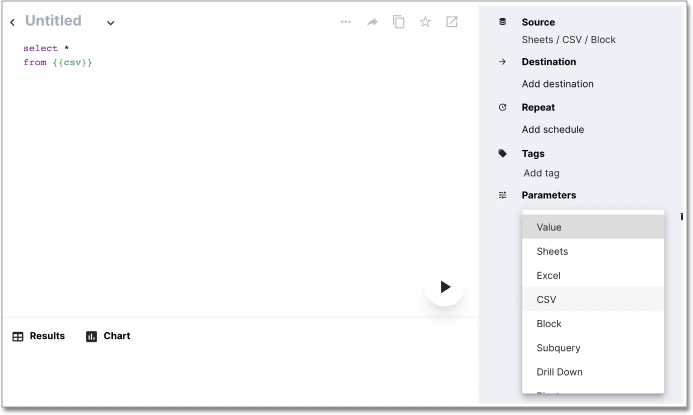 Untitled
select *
from {{csv}}
Results
Chart
Source
Sheets / CSV / Block
Destination
Add destination
Repeat
Add schedule
Tags
Add tag
Parameters
Value
Sheets
Excel
CSV
Block
Subquery
Drill Down